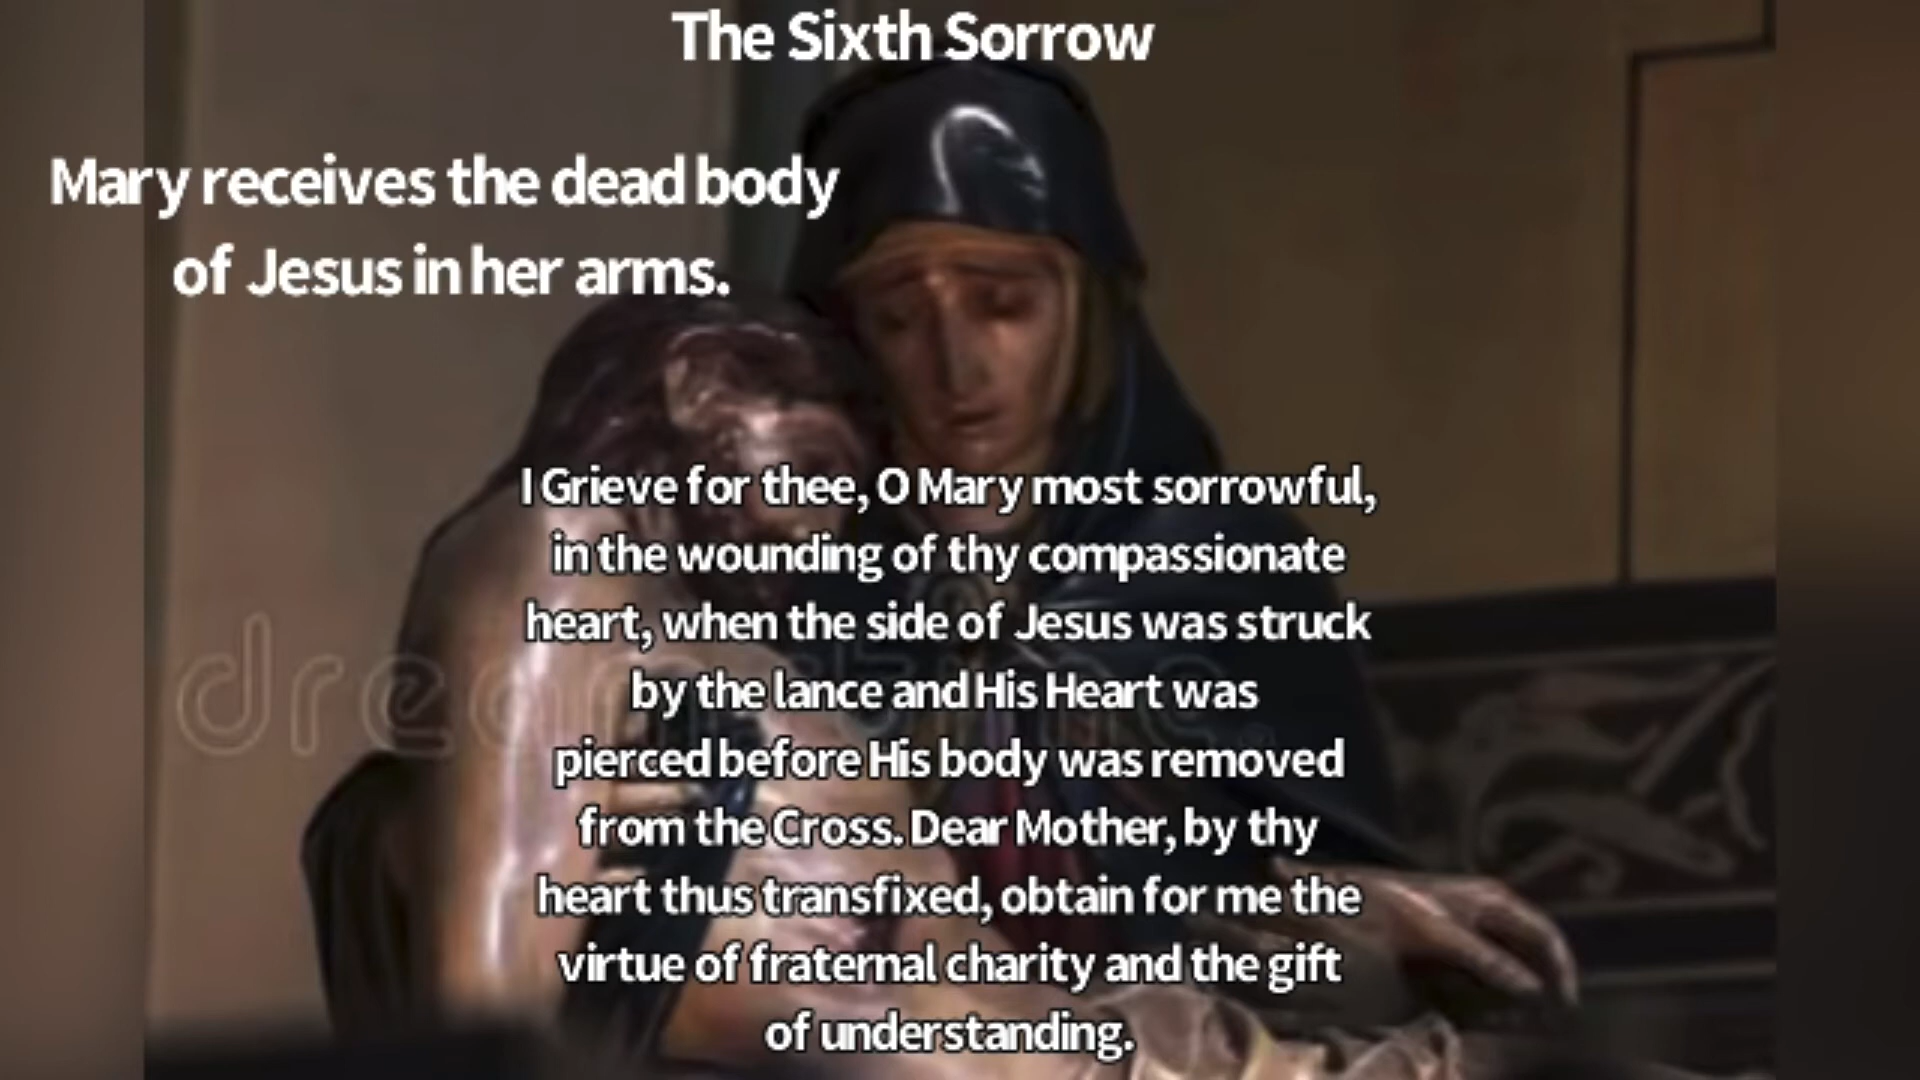 The Sixth Sorrow
Mary receives the dead body
of Jesus in her arms.
I Grieve for thee, O Mary most sorrowful,
in the wounding of thy compassionate
heart, when the side of Jesus was struck
by the lance and His Heart was
pierced before His body was removed
from the Cross. Dear Mother, by thy
heart thus transfixed, obtain for me the
virtue of fraternal charity and the gift
of understanding.